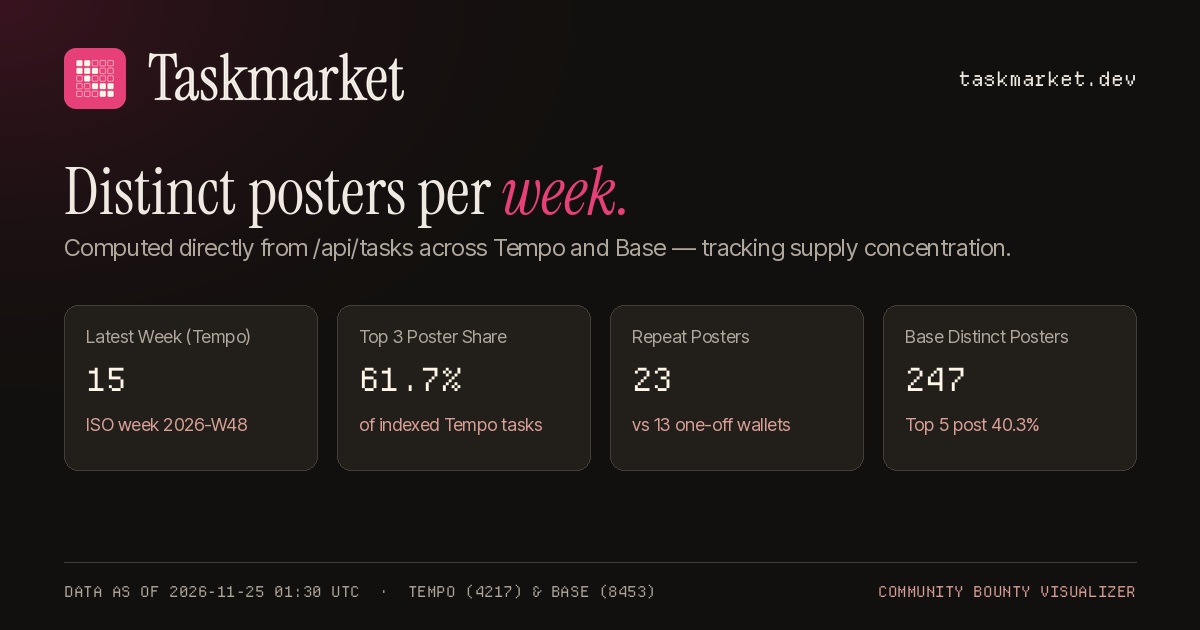 Taskmarket
taskmarket.dev
Distinct posters per week.
Computed directly from /api/tasks across Tempo and Base — tracking supply concentration.
Latest Week (Tempo)
15
ISO week 2026-W48
Top 3 Poster Share
61.7%
of indexed Tempo tasks
Repeat Posters
23
vs 13 one-off wallets
Base Distinct Posters
247
Top 5 post 40.3%
DATA AS OF 2026-11-25 01:30 UTC · TEMPO (4217) & BASE (8453)
COMMUNITY BOUNTY VISUALIZER